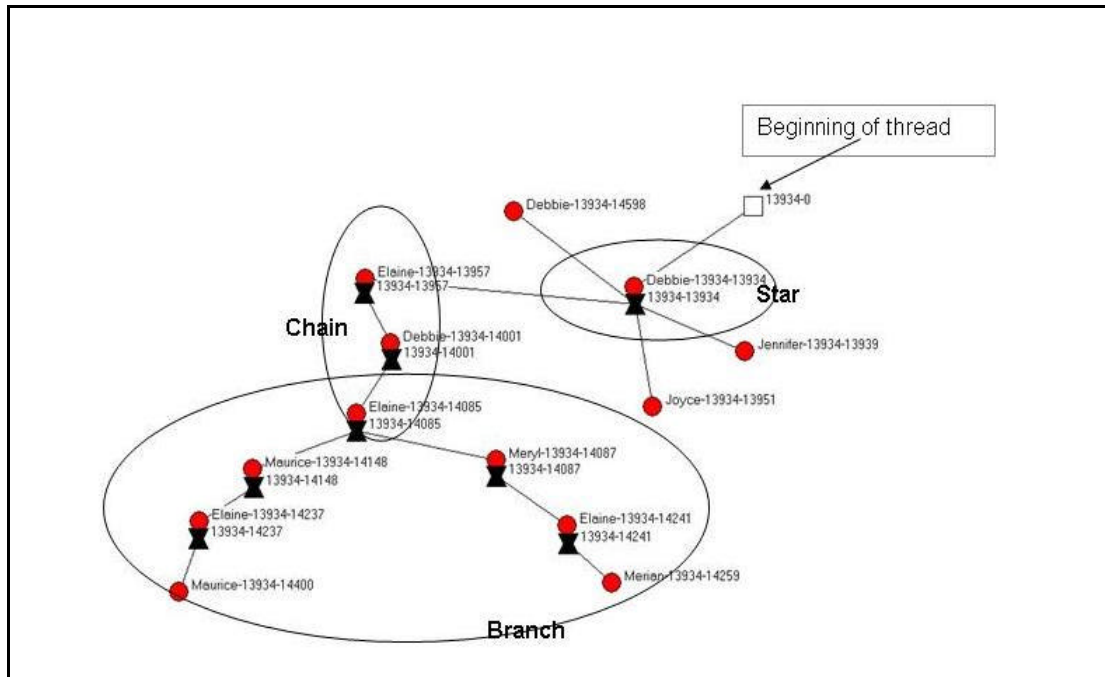 Beginning of thread
13934-0
Debbie-13934-14598
Elaine-13934-13957
13934-13957
Debbie-13934-13934
13934-13934
Star
Chain
Debbie-13934-14001
13934-14001
Jennifer-13934-13939
Joyce-13934-13951
Elaine-13934-14085
13934-14085
Maurice-13934-14148
13934-14148
Meryl-13934-14087
13934-14087
Elaine-13934-14237
13934-14237
Elaine-13934-14241
13934-14241
Maurice-13934-14400
Merian-13934-14259
Branch